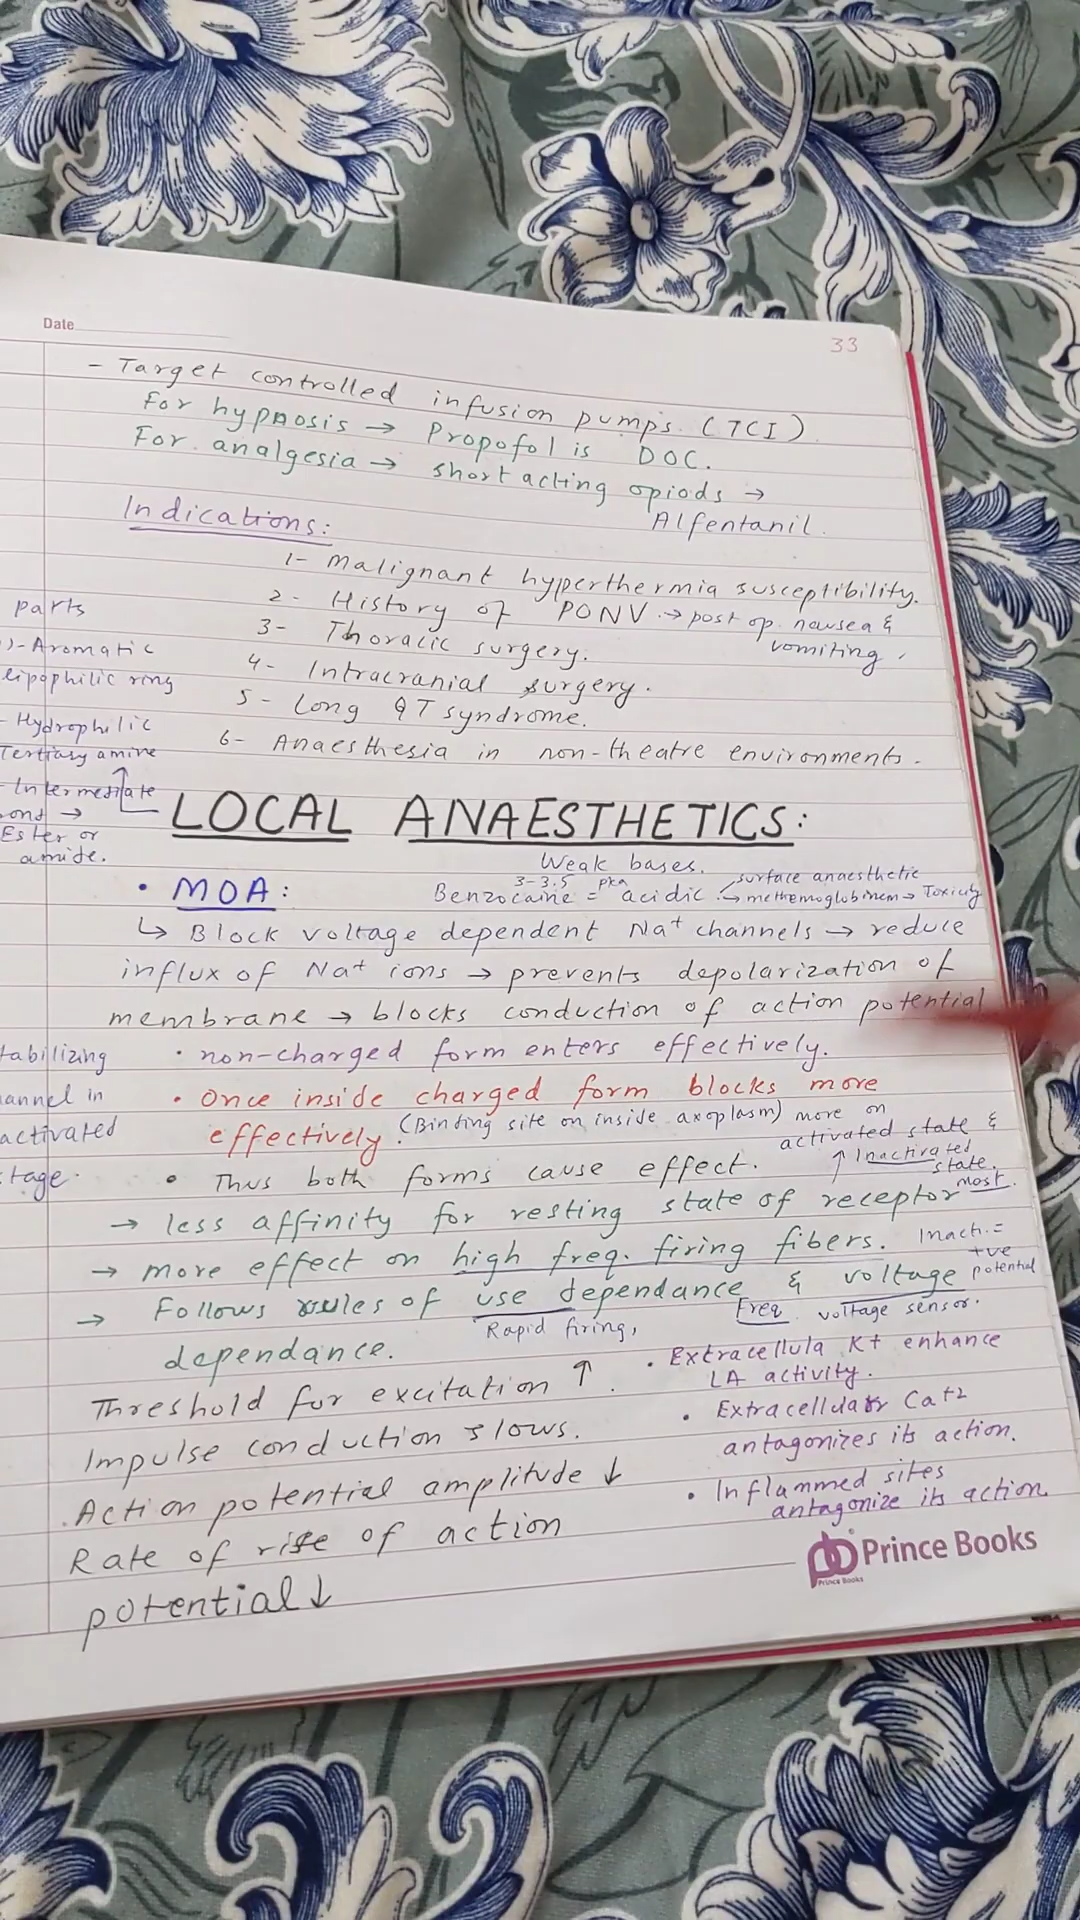 Date
33
- Target controlled infusion pumps. (TCI)
For hypnosis → Propofol is DOC.
For analgesia → short acting opiods →
Alfentanil.
Indications:
1- Malignant hyperthermia susceptibility.
2- History of PONV → post op. nausea &
vomiting.
3- Thoracic surgery.
4- Intracranial surgery.
5- Long QT syndrome.
6- Anaesthesia in non-theatre environments.
parts
)- Aromatic
lipophilic ring
- Hydrophilic
Tertiary amine
- Intermediate
ond →
Ester or
amide.
LOCAL ANAESTHETICS:
Weak bases.
• MOA:
3-3.5 pka surface anaesthetic
Benzocaine = acidic. → methemoglobinem → Toxicity
↳ Block voltage dependent Na+ channels → reduce
influx of Na+ ions → prevents depolarization of
membrane → blocks conduction of action potential
• non-charged form enters effectively.
• Once inside charged form blocks more
effectively. (Binding site on inside axoplasm) more on
activated state &
↑ Inactivated
state.
most.
tabilizing
annel in
activated
tage.
• Thus both forms cause effect.
→ less affinity for resting state of receptor
→ more effect on high freq. firing fibers.
Inach.=
+ve
potential
→ Follows rules of use dependance & voltage
dependance.
Rapid firing,
Freq voltage sensor.
Threshold for excitation ↑.
Impulse conduction slows.
Action potential amplitude ↓
Rate of rise of action
potential ↓
• Extracellula K+ enhance
LA activity.
• Extracellular Ca+2
antagonizes its action.
• Inflammed sites
antagonize its action.
Prince Books
Prince Books